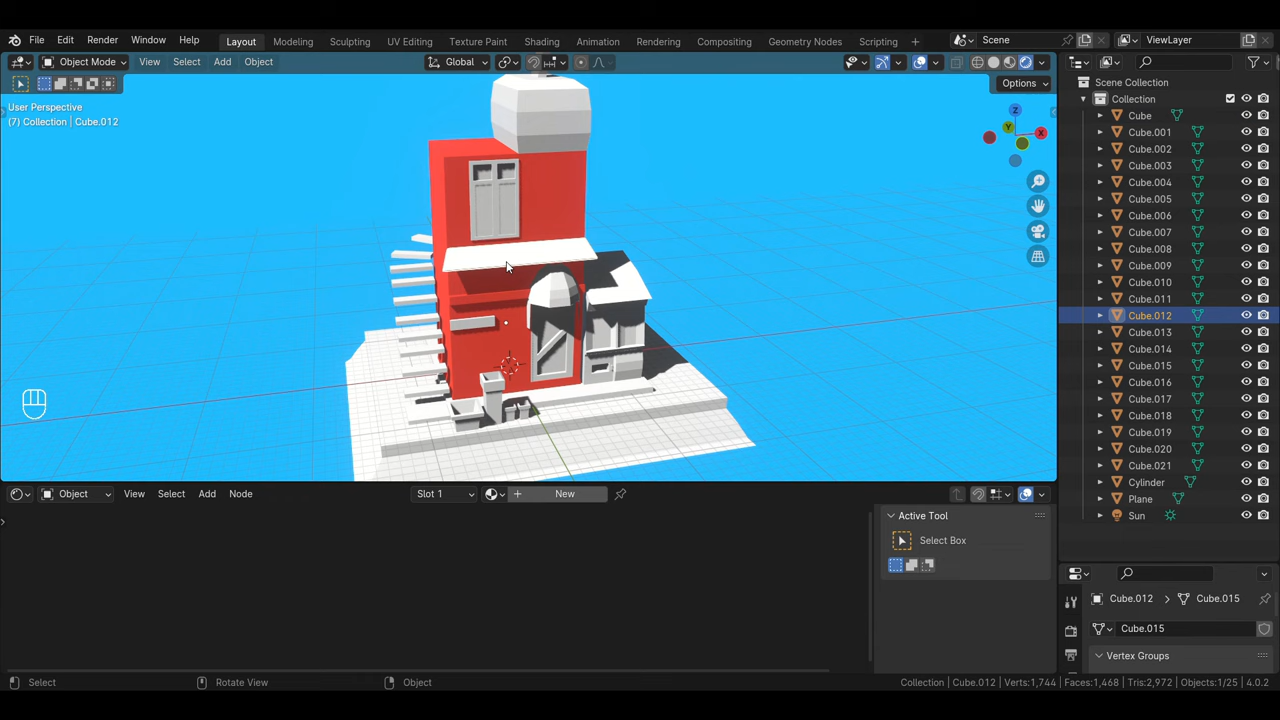 File Edit Render Window Help Layout Modeling Sculpting UV Editing Texture Paint Shading Animation Rendering Compositing Geometry Nodes Scripting + Scene ViewLayer
Object Mode View Select Add Object Global
Options
User Perspective
(7) Collection | Cube.012
Z
Y
X
Scene Collection
Collection
Cube
Cube.001
Cube.002
Cube.003
Cube.004
Cube.005
Cube.006
Cube.007
Cube.008
Cube.009
Cube.010
Cube.011
Cube.012
Cube.013
Cube.014
Cube.015
Cube.016
Cube.017
Cube.018
Cube.019
Cube.020
Cube.021
Cylinder
Plane
Sun
Object View Select Add Node Slot 1 New
Active Tool
Select Box
Cube.012 Cube.015
Cube.015
Vertex Groups
Select Rotate View Object Collection | Cube.012 | Verts:1,744 | Faces:1,468 | Tris:2,972 | Objects:1/25 | 4.0.2